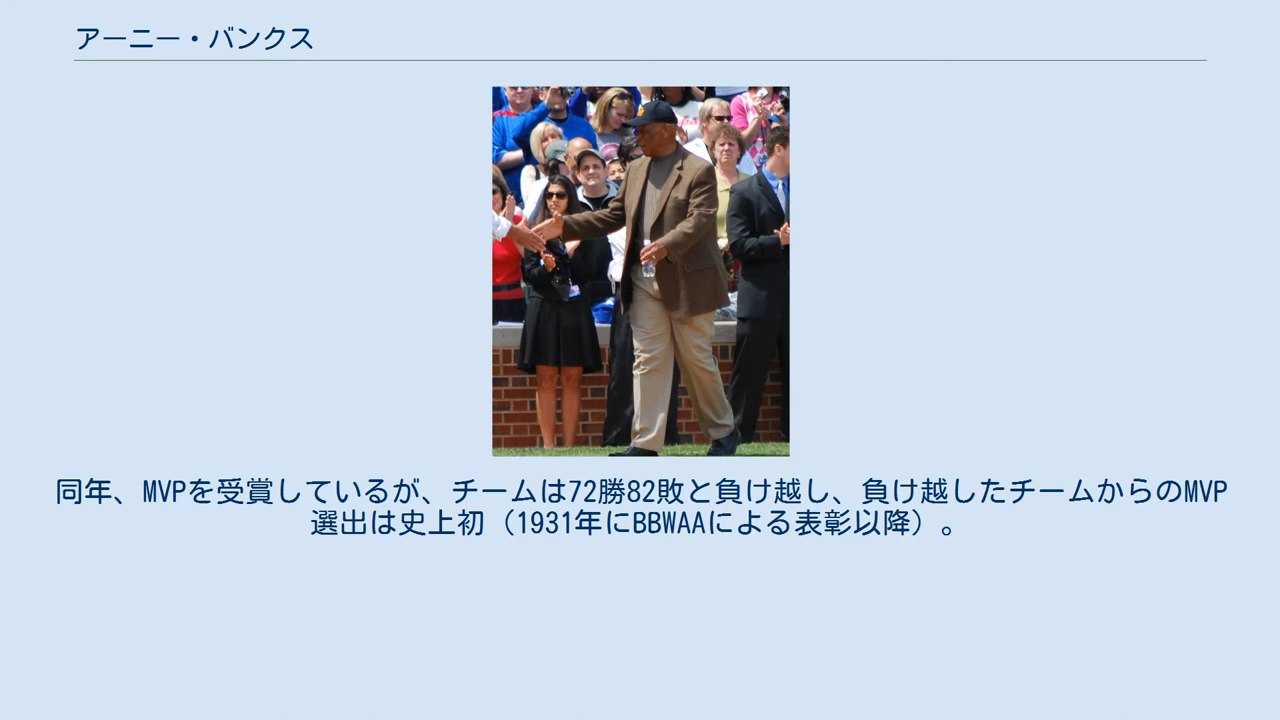 アーニー・バンクス
同年、MVPを受賞しているが、チームは72勝82敗と負け越し、負け越したチームからのMVP
選出は史上初（1931年にBBWAAによる表彰以降）。